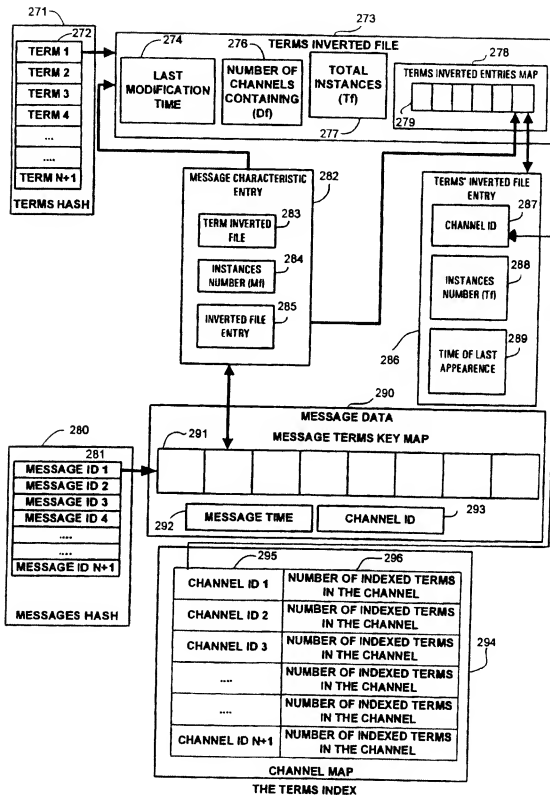 271
272
TERM 1
TERM 2
TERM 3
TERM 4
...
....
TERM N+1
TERMS HASH
273
TERMS INVERTED FILE
274
LAST
MODIFICATION
TIME
276
NUMBER OF
CHANNELS
CONTAINING
(Df)
TOTAL
INSTANCES
(Tf)
277
278
TERMS INVERTED ENTRIES MAP
279
MESSAGE CHARACTERISTIC
ENTRY
282
283
TERM INVERTED
FILE
284
INSTANCES
NUMBER (Mf)
285
INVERTED FILE
ENTRY
TERMS' INVERTED FILE
ENTRY
287
CHANNEL ID
288
INSTANCES
NUMBER (Tf)
286
289
TIME OF LAST
APPEARENCE
290
MESSAGE DATA
MESSAGE TERMS KEY MAP
291
292
MESSAGE TIME
CHANNEL ID
293
280
281
MESSAGE ID 1
MESSAGE ID 2
MESSAGE ID 3
MESSAGE ID 4
....
....
MESSAGE ID N+1
MESSAGES HASH
295
296
CHANNEL ID 1
NUMBER OF INDEXED TERMS
IN THE CHANNEL
CHANNEL ID 2
NUMBER OF INDEXED TERMS
IN THE CHANNEL
CHANNEL ID 3
NUMBER OF INDEXED TERMS
IN THE CHANNEL
294
....
NUMBER OF INDEXED TERMS
IN THE CHANNEL
....
NUMBER OF INDEXED TERMS
IN THE CHANNEL
CHANNEL ID N+1
NUMBER OF INDEXED TERMS
IN THE CHANNEL
CHANNEL MAP
THE TERMS INDEX